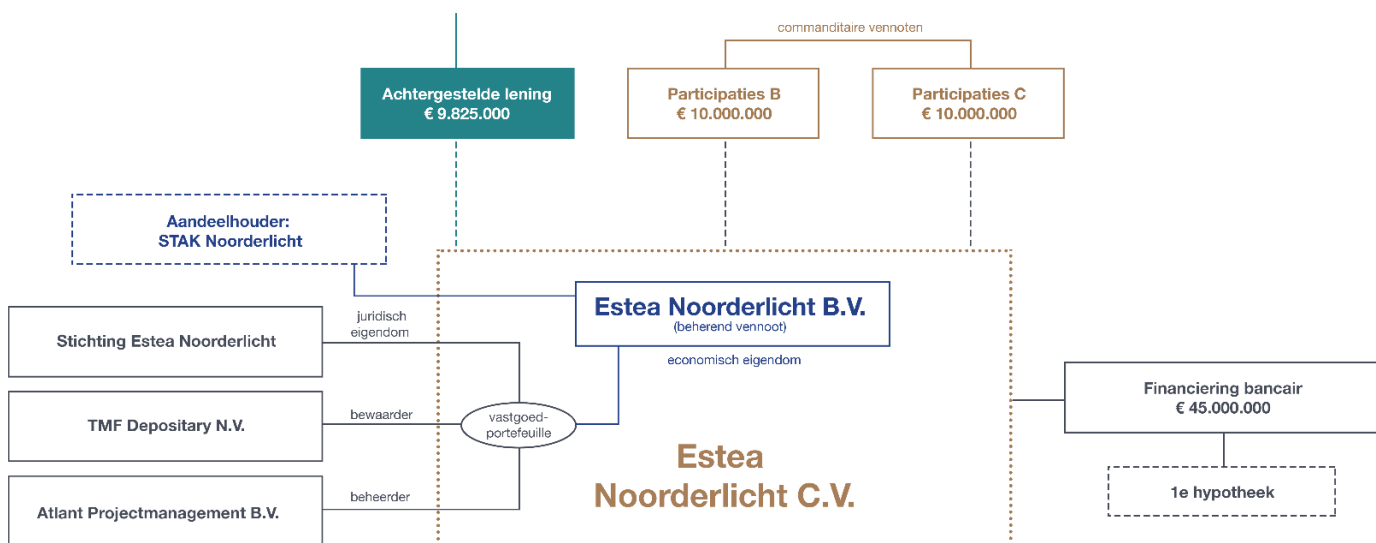 commanditaire vennoten
Achtergestelde lening
€ 9.825.000
Participaties B
€ 10.000.000
Participaties C
€ 10.000.000
Aandeelhouder:
STAK Noorderlicht
Estea Noorderlicht B.V.
(beherend vennoot)
juridisch
eigendom
Stichting Estea Noorderlicht
economisch eigendom
Financiering bancair
€ 45.000.000
TMF Depositary N.V.
bewaarder
vastgoed-
portefeuille
Estea
Noorderlicht C.V.
1e hypotheek
Atlant Projectmanagement B.V.
beheerder